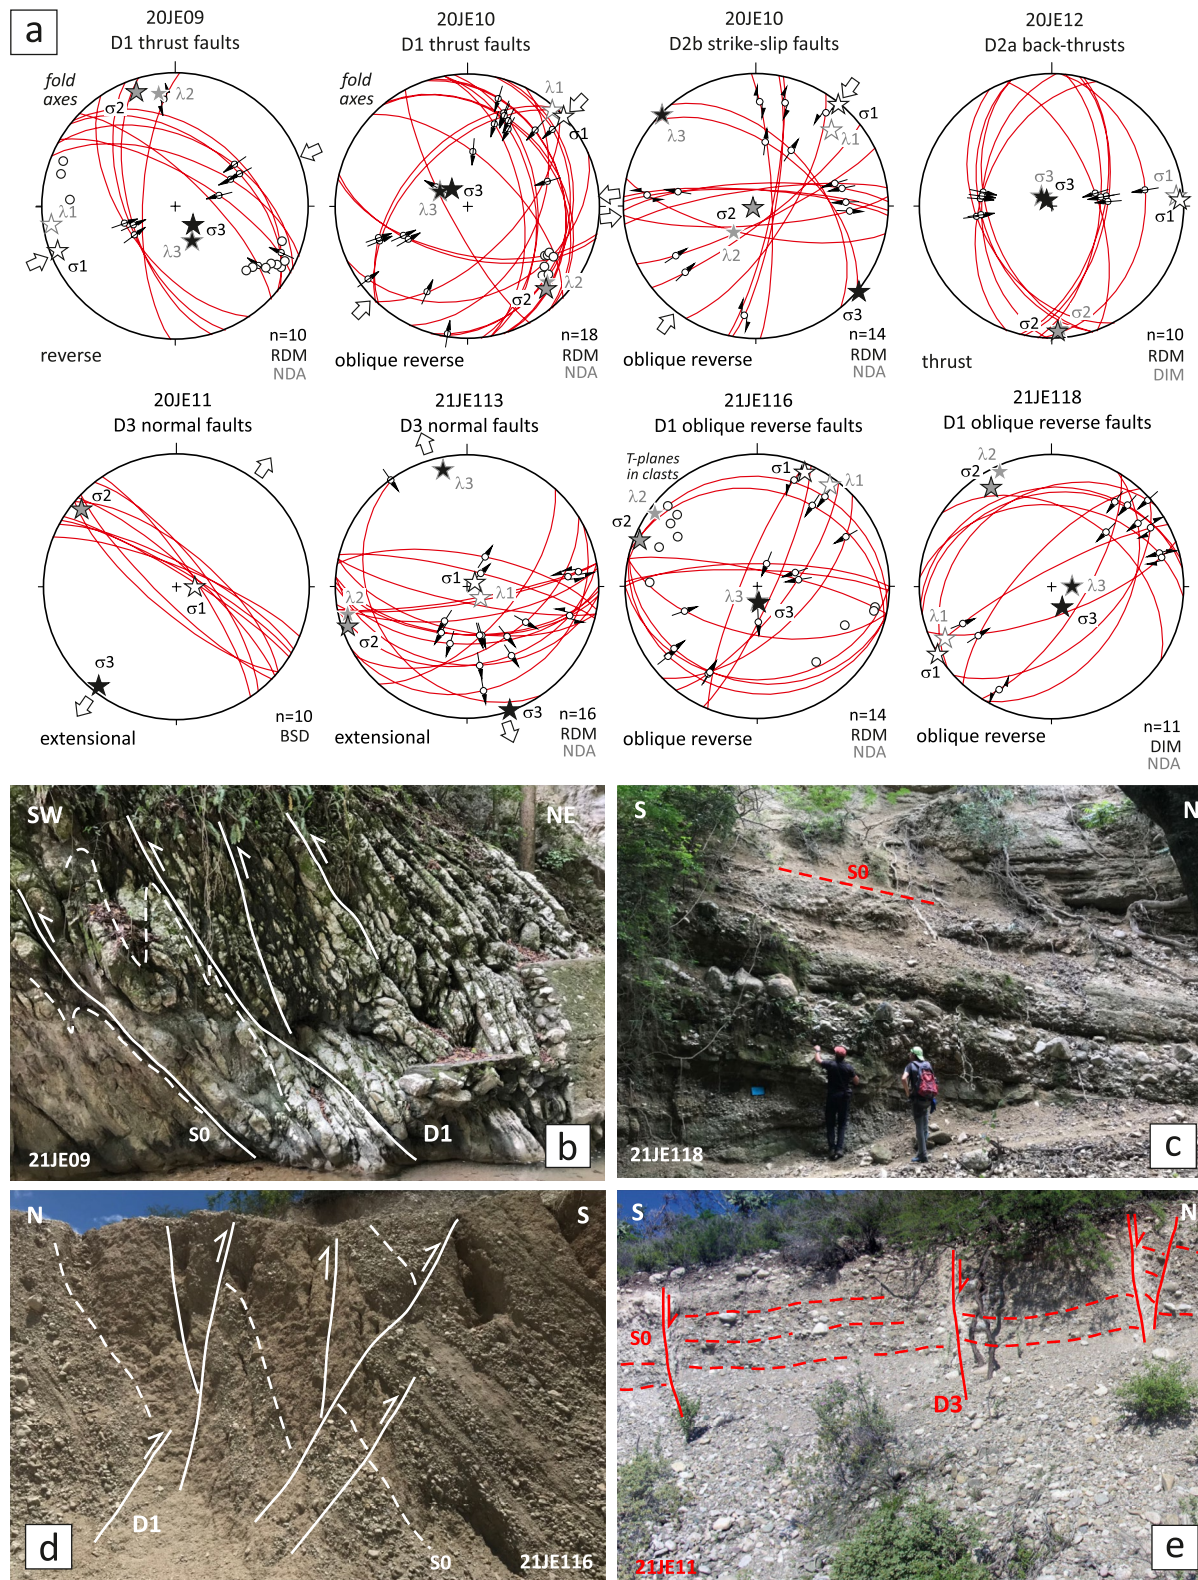 a
20JE09
D1 thrust faults
fold
axes
σ2
λ2
λ1
σ1
σ3
λ3
reverse
n=10
RDM
NDA
20JE10
D1 thrust faults
fold
axes
λ1
σ1
σ3
λ3
σ2
λ2
oblique reverse
n=18
RDM
NDA
20JE10
D2b strike-slip faults
λ3
σ1
λ1
σ2
λ2
σ3
oblique reverse
n=14
RDM
NDA
20JE12
D2a back-thrusts
σ3
σ3
σ1
σ1
σ2
σ2
thrust
n=10
RDM
DIM
20JE11
D3 normal faults
σ2
σ1
σ3
extensional
n=10
BSD
21JE113
D3 normal faults
λ3
σ1
λ1
λ2
σ2
σ3
extensional
n=16
RDM
NDA
21JE116
D1 oblique reverse faults
T-planes
in clasts
σ1
λ1
λ2
σ2
λ3
σ3
oblique reverse
n=14
RDM
NDA
21JE118
D1 oblique reverse faults
λ2
σ2
λ3
σ3
λ1
σ1
oblique reverse
n=11
DIM
NDA
SW
NE
S0
D1
21JE09
b
S
N
S0
21JE118
c
N
S
D1
S0
d
21JE116
S
N
S0
D3
21JE11
e